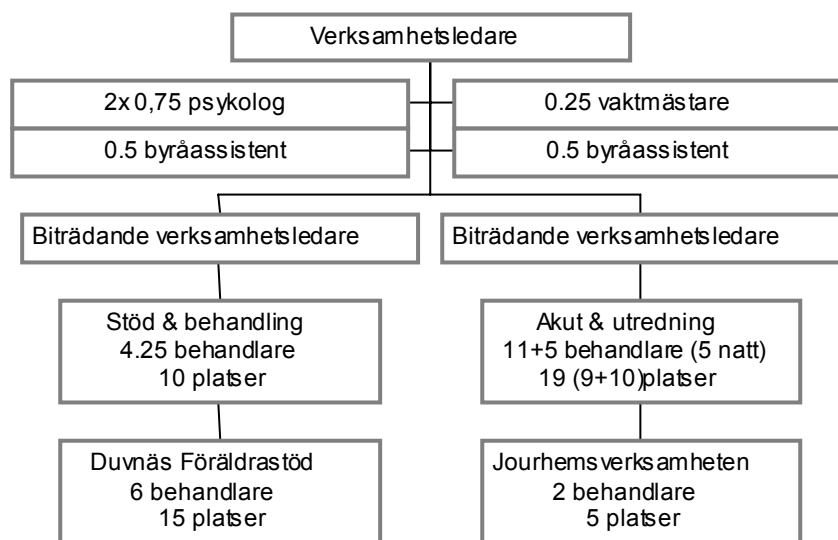 Verksamhetsledare
2x 0,75 psykolog
0.25 vaktmästare
0.5 byråassistent
0.5 byråassistent
Biträdande verksamhetsledare
Biträdande verksamhetsledare
Stöd & behandling
4.25 behandlare
10 platser
Akut & utredning
11+5 behandlare (5 natt)
19 (9+10)platser
Duvnäs Föräldrastöd
6 behandlare
15 platser
Jourhemsverksamheten
2 behandlare
5 platser